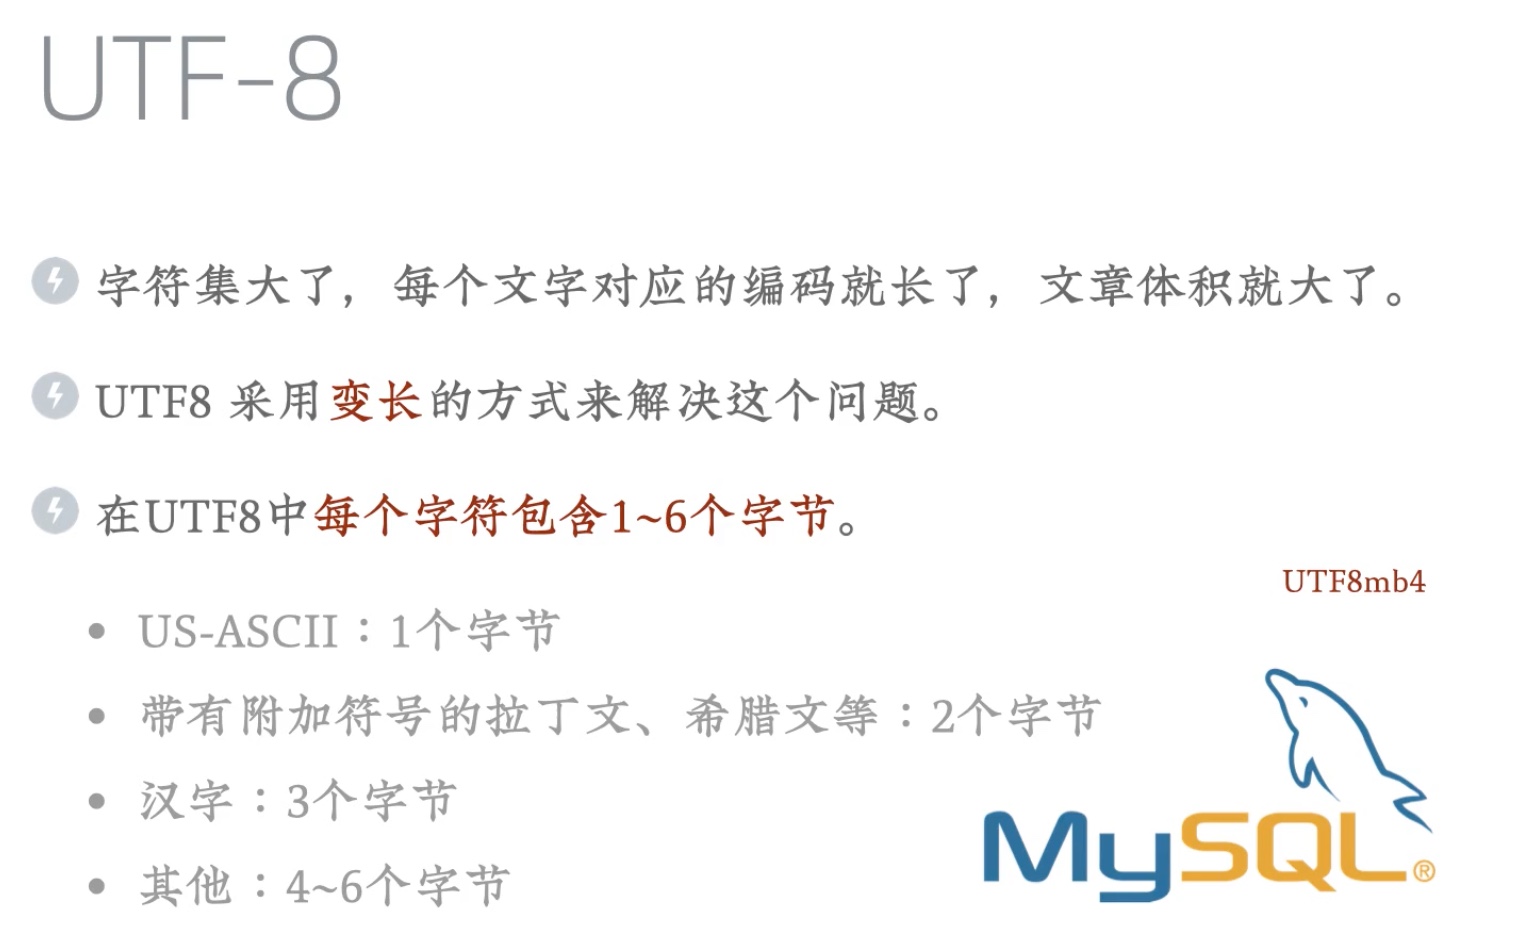 UTF-8
字符集大了，每个文字对应的编码就长了，文章体积就大了。
UTF8 采用变长的方式来解决这个问题。
在UTF8中每个字符包含1~6个字节。
UTF8mb4
• US-ASCII：1个字节
• 带有附加符号的拉丁文、希腊文等：2个字节
• 汉字：3个字节
• 其他：4~6个字节
MySQL®